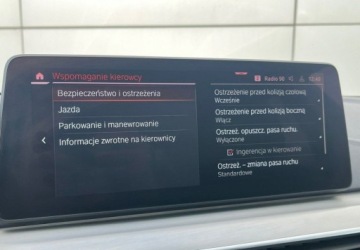 Wspomaganie kierowcy
Radio 90
Bezpieczeństwo i ostrzeżenia
Jazda
Parkowanie i manewrowanie
Informacje zwrotne na kierownicy
Ostrzeżenie przed kolizją czołową
Wcześnie
Ostrzeżenie przed kolizją boczną
Włącz
Ostrzeż. opuszcz. pasa ruchu.
Wyłączone
Ingerencja w kierowanie
Ostrzeż. – zmiana pasa ruchu
Standardowe